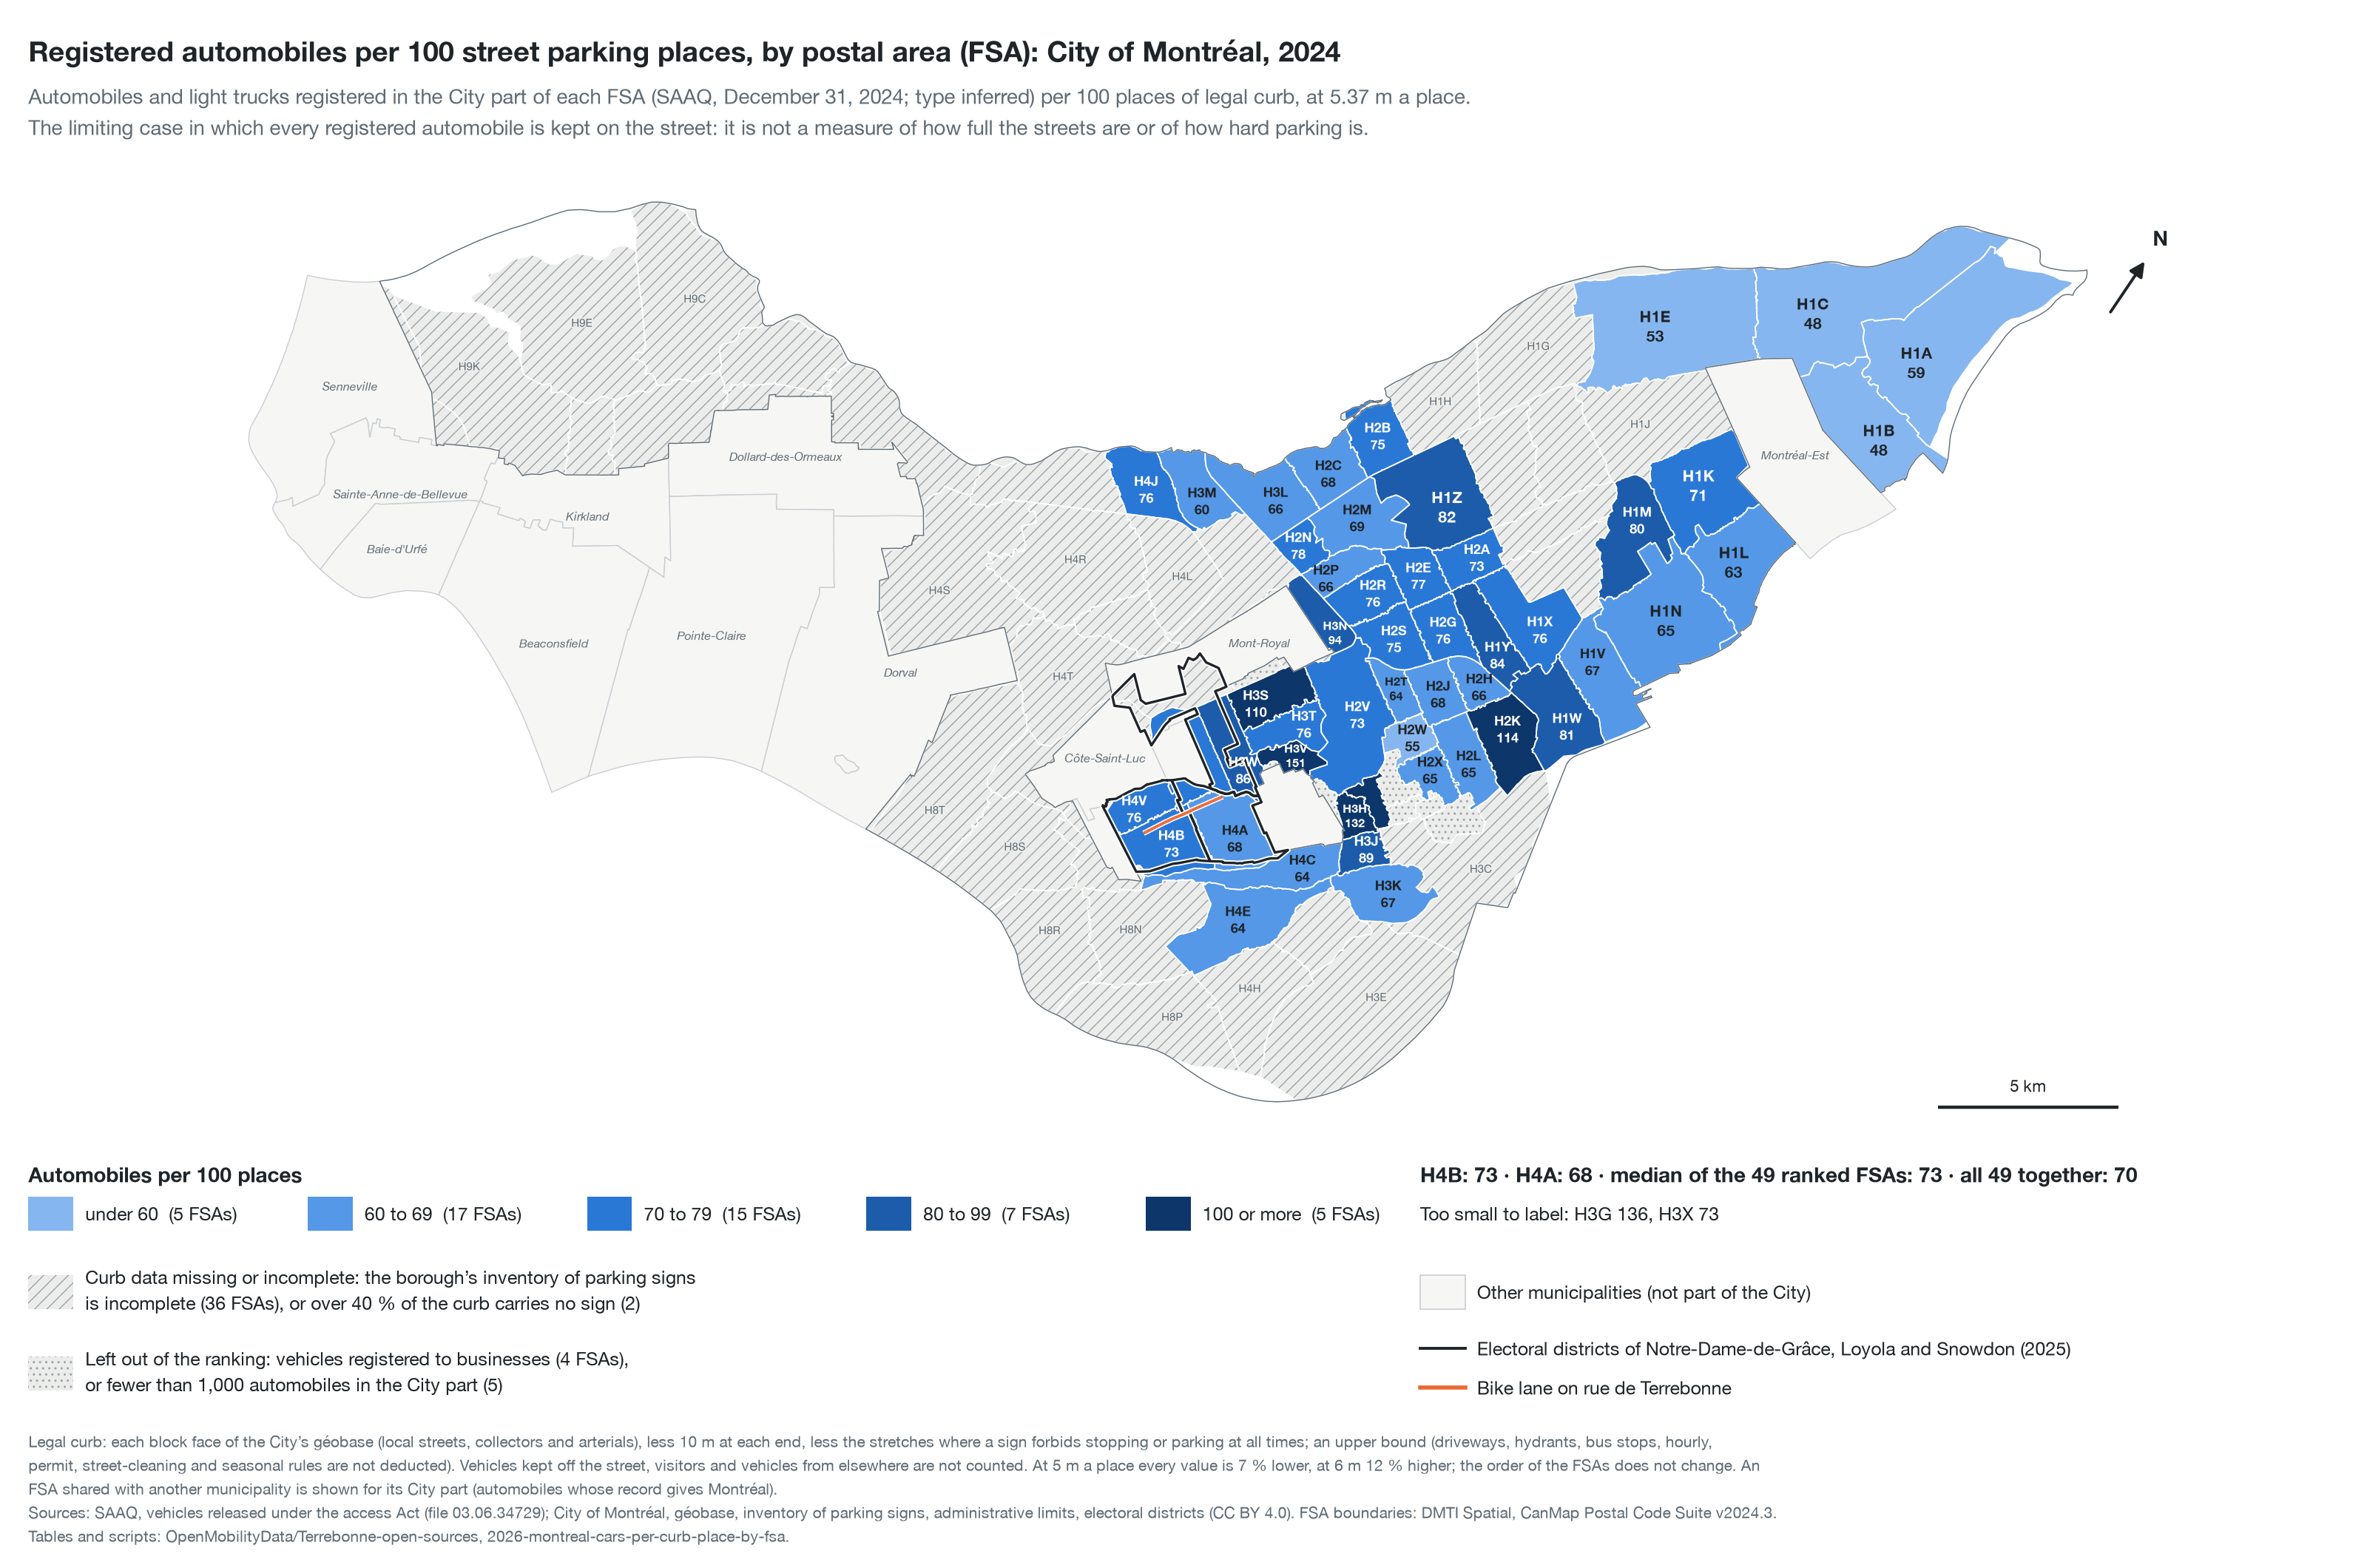 Registered automobiles per 100 street parking places, by postal area (FSA): City of Montréal, 2024
Automobiles and light trucks registered in the City part of each FSA (SAAQ, December 31, 2024; type inferred) per 100 places of legal curb, at 5.37 m a place.
The limiting case in which every registered automobile is kept on the street: it is not a measure of how full the streets are or of how hard parking is.
N
H9C
H9E
H9K
Senneville
Sainte-Anne-de-Bellevue
Baie-d'Urfé
Kirkland
Beaconsfield
Dollard-des-Ormeaux
Pointe-Claire
Dorval
H1E
53
H1C
48
H1A
59
H1B
48
H1G
H1H
H1J
Montréal-Est
H2B
75
H2C
68
H1Z
82
H1K
71
H1M
80
H1L
63
H4J
76
H3M
60
H3L
66
H2M
69
H2N
78
H2P
66
H2R
76
H2E
77
H2A
73
H1N
65
H4R
H4L
H4S
H4T
Mont-Royal
H3N
94
H2S
75
H2G
76
H1Y
84
H1X
76
H1V
67
H3S
110
H3T
76
H3V
151
H3W
86
H2V
73
H2T
64
H2J
68
H2H
66
H2W
55
H2X
65
H2L
65
H2K
114
H1W
81
Côte-Saint-Luc
H4V
76
H4B
73
H4A
68
H3H
132
H3J
89
H4C
64
H3K
67
H4E
64
H3C
H8T
H8S
H8R
H8N
H4H
H3E
H8P
5 km
Automobiles per 100 places
under 60 (5 FSAs)
60 to 69 (17 FSAs)
70 to 79 (15 FSAs)
80 to 99 (7 FSAs)
100 or more (5 FSAs)
H4B: 73 · H4A: 68 · median of the 49 ranked FSAs: 73 · all 49 together: 70
Too small to label: H3G 136, H3X 73
Curb data missing or incomplete: the borough's inventory of parking signs
is incomplete (36 FSAs), or over 40 % of the curb carries no sign (2)
Left out of the ranking: vehicles registered to businesses (4 FSAs),
or fewer than 1,000 automobiles in the City part (5)
Other municipalities (not part of the City)
Electoral districts of Notre-Dame-de-Grâce, Loyola and Snowdon (2025)
Bike lane on rue de Terrebonne
Legal curb: each block face of the City's géobase (local streets, collectors and arterials), less 10 m at each end, less the stretches where a sign forbids stopping or parking at all times; an upper bound (driveways, hydrants, bus stops, hourly,
permit, street-cleaning and seasonal rules are not deducted). Vehicles kept off the street, visitors and vehicles from elsewhere are not counted. At 5 m a place every value is 7 % lower, at 6 m 12 % higher; the order of the FSAs does not change. An
FSA shared with another municipality is shown for its City part (automobiles whose record gives Montréal).
Sources: SAAQ, vehicles released under the access Act (file 03.06.34729); City of Montréal, géobase, inventory of parking signs, administrative limits, electoral districts (CC BY 4.0). FSA boundaries: DMTI Spatial, CanMap Postal Code Suite v2024.3.
Tables and scripts: OpenMobilityData/Terrebonne-open-sources, 2026-montreal-cars-per-curb-place-by-fsa.